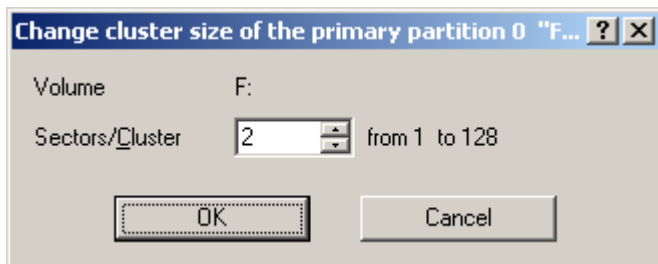 Change cluster size of the primary partition 0 "F...
Volume F:
Sectors/Cluster 2 from 1 to 128
OK Cancel